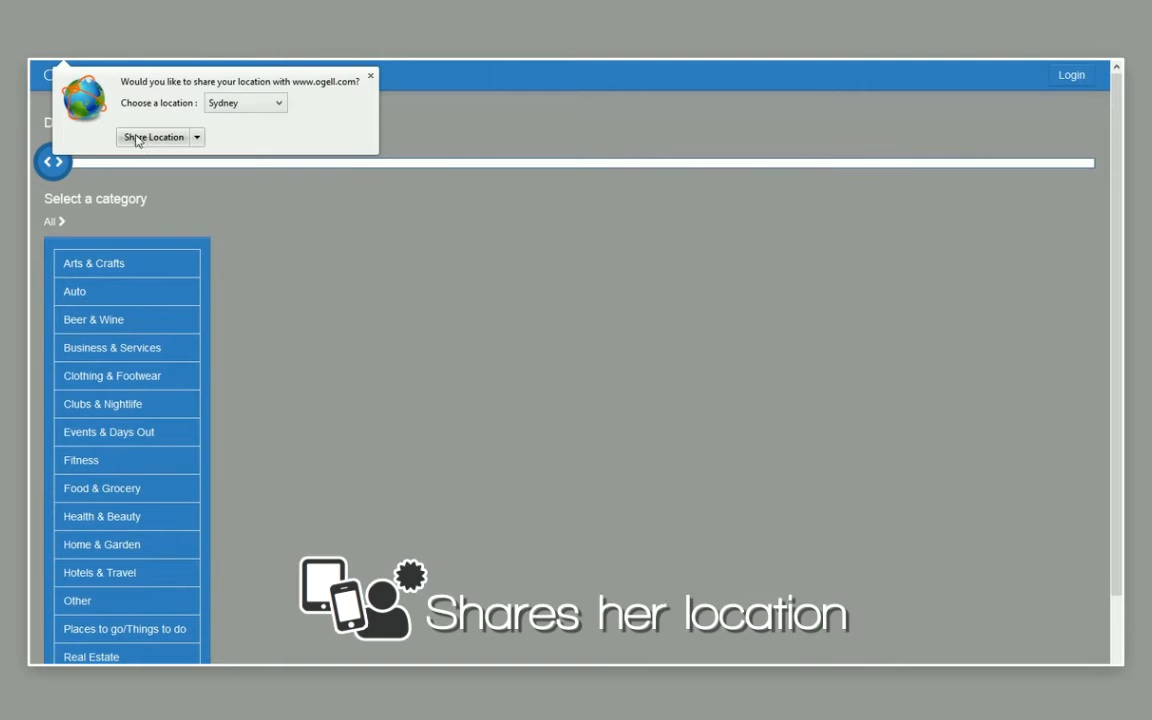 Would you like to share your location with www.ogell.com?
Login
Choose a location : Sydney
Share Location
Select a category
All
Arts & Crafts
Auto
Beer & Wine
Business & Services
Clothing & Footwear
Clubs & Nightlife
Events & Days Out
Fitness
Food & Grocery
Health & Beauty
Home & Garden
Hotels & Travel
Other
Places to go/Things to do
Real Estate
Shares her location